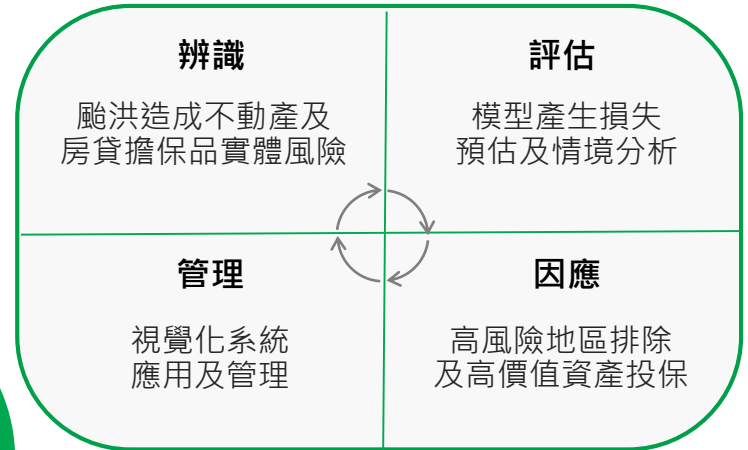 辨識
颱洪造成不動產及
房貸擔保品實體風險
評估
模型產生損失
預估及情境分析
管理
視覺化系統
應用及管理
因應
高風險地區排除
及高價值資產投保